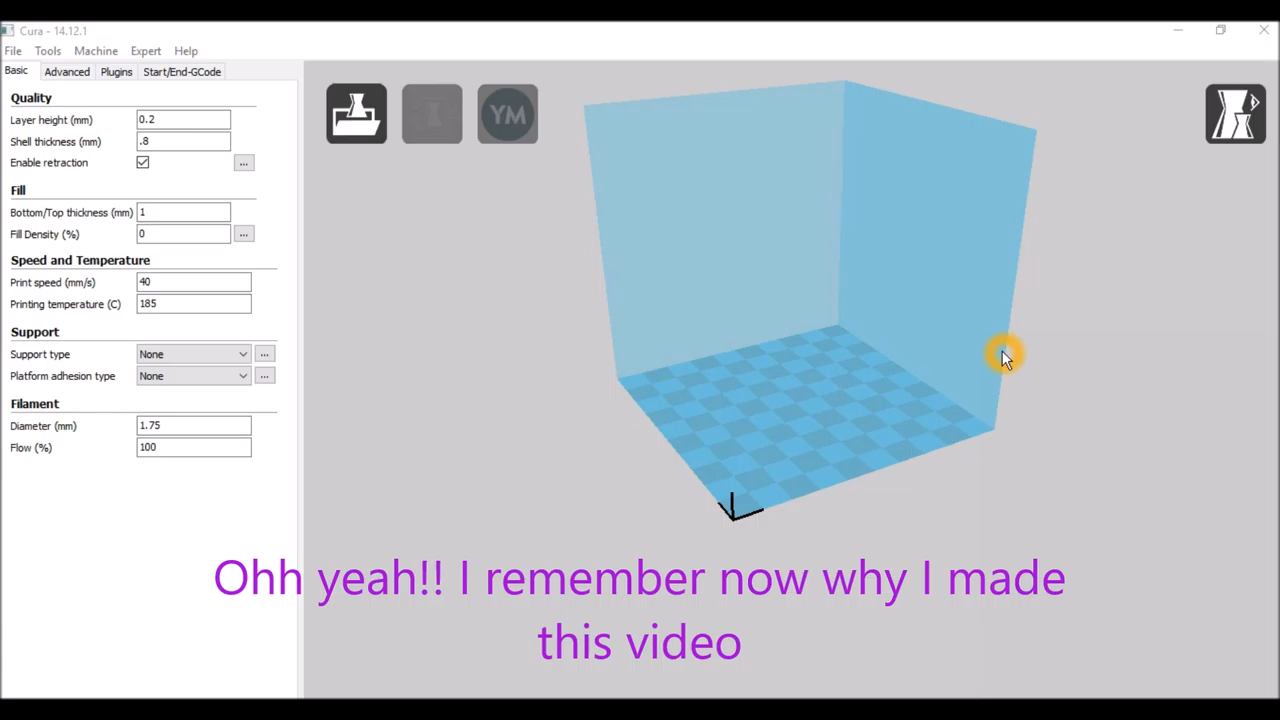 Cura - 14.12.1
File Tools Machine Expert Help
Basic Advanced Plugins Start/End-GCode
Quality
Layer height (mm) 0.2
Shell thickness (mm) .8
Enable retraction ...
Fill
Bottom/Top thickness (mm) 1
Fill Density (%) 0 ...
Speed and Temperature
Print speed (mm/s) 40
Printing temperature (C) 185
Support
Support type None ...
Platform adhesion type None ...
Filament
Diameter (mm) 1.75
Flow (%) 100
YM
Ohh yeah!! I remember now why I made
this video